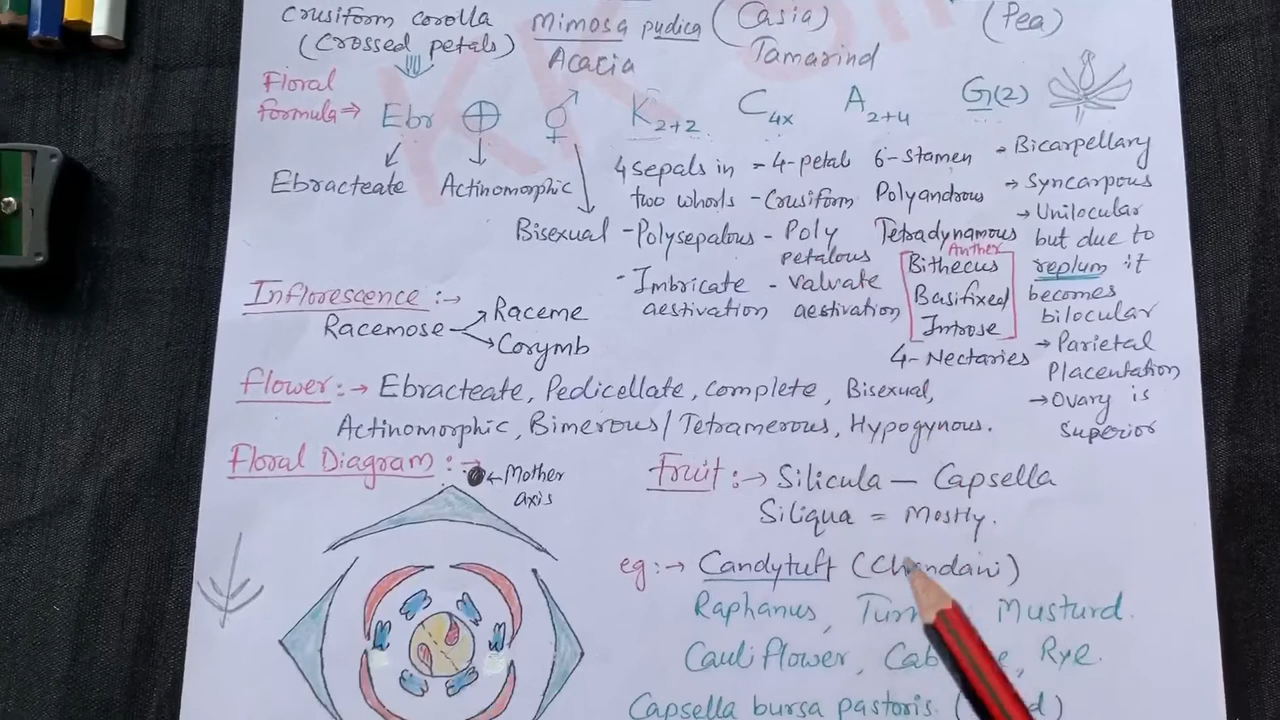 Crusiform corolla
(Crossed petals)
Mimosa pudica
Acacia
(Casia)
Tamarind
(Pea)
Floral formula→
Ebr ⊕ ⚥ K2+2 C4x A2+4 G(2)
Ebracteate
Actinomorphic
Bisexual
4 sepals in two whorls
-Polysepalous
-Imbricate aestivation
=4-petal
-Crusiform
-Poly petalous
-valvate aestivation
6-stamen
Polyandrous
Tetradynamous
Anther
Bithecus
Basifixed
Introse
4-Nectaries
→Bicarpellary
→Syncarpous
→Unilocular
but due to
replum it
becomes
bilocular
→Parietal
Placentation
→Ovary is
Superior
Inflorescence:→
Racemose
Raceme
Corymb
Flower:→ Ebracteate, Pedicellate, complete, Bisexual,
Actinomorphic, Bimerous/Tetramerous, Hypogynous.
Floral Diagram:→
←Mother
axis
Fruit:→ Silicula — Capsella
Siliqua = Mostly.
eg:→ Candytuft (Chandani)
Raphanus, Musturd.
Cauliflower, Rye.
Capsella bursa pastoris